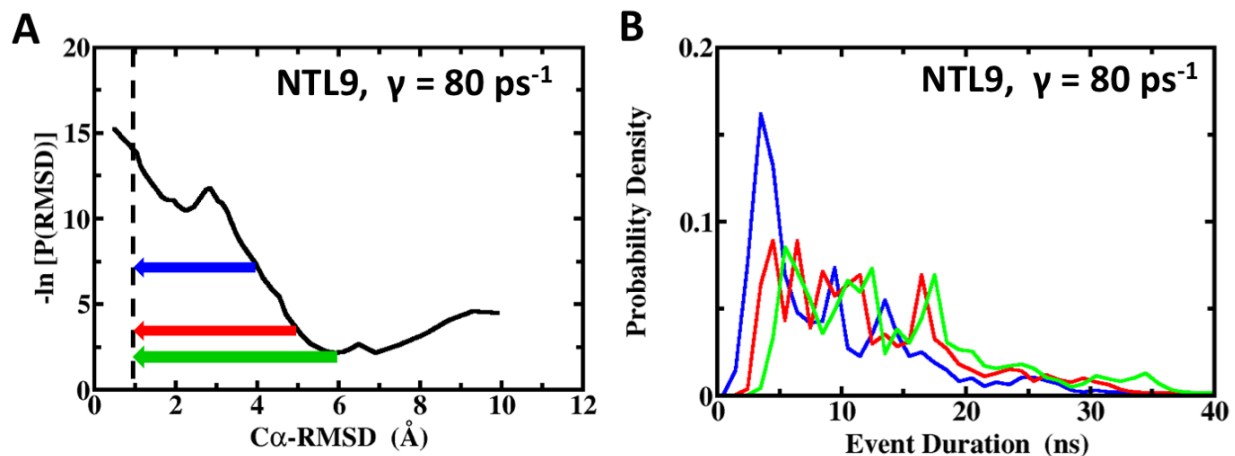 A
NTL9, γ = 80 ps⁻¹
-ln [P(RMSD)]
20
15
10
5
0
0 2 4 6 8 10 12
Cα-RMSD (Å)
B
NTL9, γ = 80 ps⁻¹
Probability Density
0.2
0.1
0
0 10 20 30 40
Event Duration (ns)